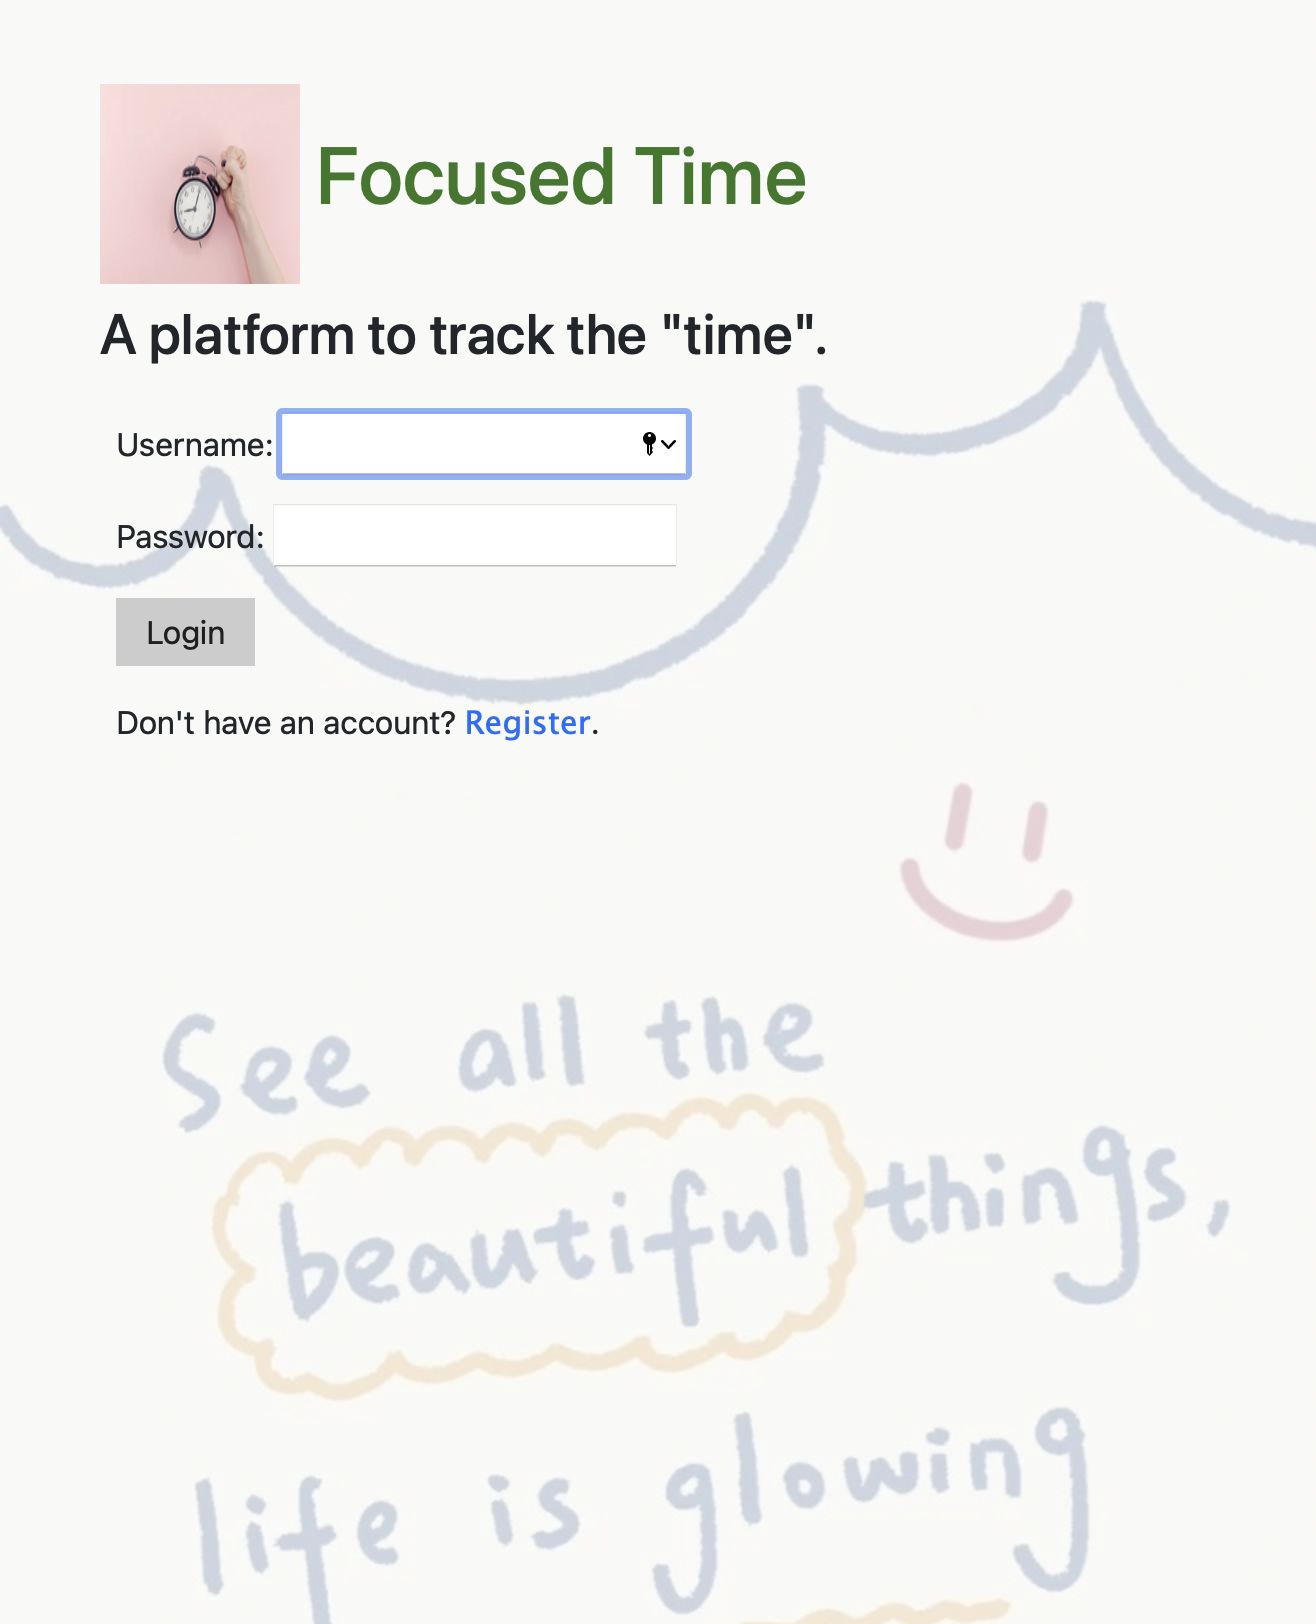 Focused Time
A platform to track the "time".
Username:
Password:
Login
Don't have an account? Register.
See all the
beautiful things,
life is glowing